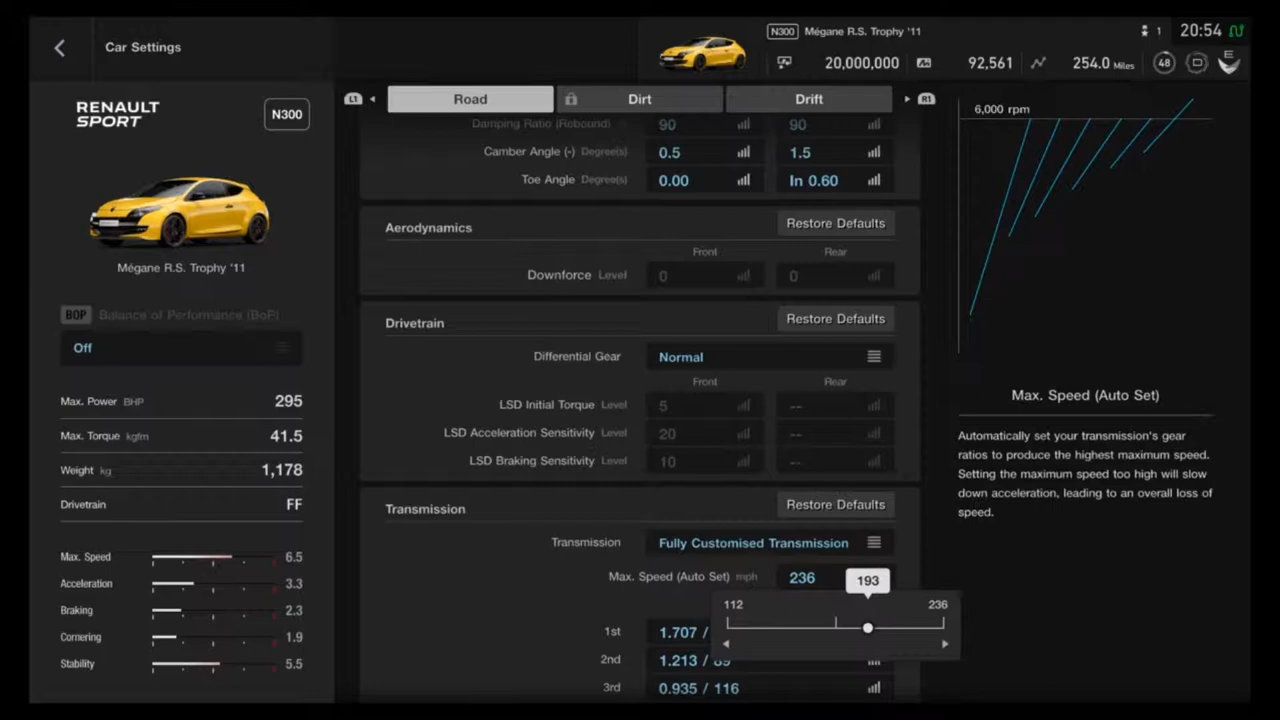 Car Settings
N300 Mégane R.S. Trophy '11
1 20:54
20,000,000 92,561 254.0 Miles 48 D E
RENAULT
SPORT
N300
L1 Road Dirt Drift R1
6,000 rpm
Damping Ratio (Rebound) 90 90
Camber Angle (-) Degree(s) 0.5 1.5
Toe Angle Degree(s) 0.00 In 0.60
Aerodynamics Restore Defaults
Front Rear
Downforce Level 0 0
Mégane R.S. Trophy '11
BOP Balance of Performance (BoP)
Off
Drivetrain Restore Defaults
Differential Gear Normal
Front Rear
LSD Initial Torque Level 5 --
LSD Acceleration Sensitivity Level 20 --
LSD Braking Sensitivity Level 10 --
Max. Power BHP 295
Max. Torque kgfm 41.5
Weight kg 1,178
Drivetrain FF
Max. Speed 6.5
Acceleration 3.3
Braking 2.3
Cornering 1.9
Stability 5.5
Transmission Restore Defaults
Transmission Fully Customised Transmission
Max. Speed (Auto Set) mph 236
193
112 236
1st 1.707 /
2nd 1.213 / 89
3rd 0.935 / 116
Max. Speed (Auto Set)
Automatically set your transmission's gear
ratios to produce the highest maximum speed.
Setting the maximum speed too high will slow
down acceleration, leading to an overall loss of
speed.